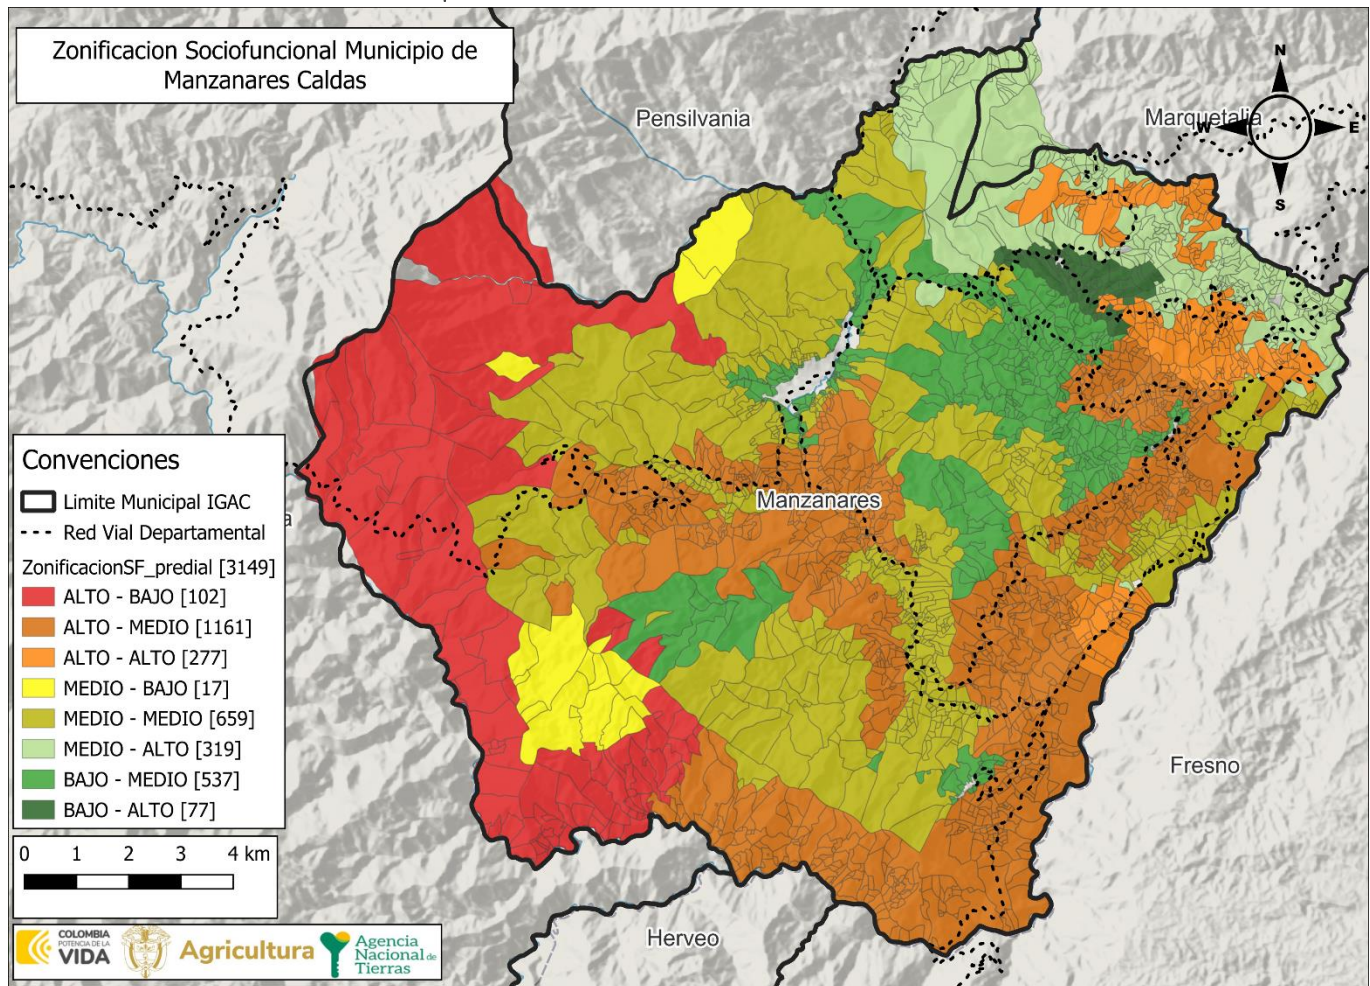 Zonificacion Sociofuncional Municipio de
Manzanares Caldas
Pensilvania
Marquetalia
N
W
E
S
Manzanares
Fresno
Herveo
a
Convenciones
Limite Municipal IGAC
Red Vial Departamental
ZonificacionSF_predial [3149]
ALTO - BAJO [102]
ALTO - MEDIO [1161]
ALTO - ALTO [277]
MEDIO - BAJO [17]
MEDIO - MEDIO [659]
MEDIO - ALTO [319]
BAJO - MEDIO [537]
BAJO - ALTO [77]
0 1 2 3 4 km
COLOMBIA
POTENCIA DE LA
VIDA
Agricultura
Agencia
Nacional de
Tierras